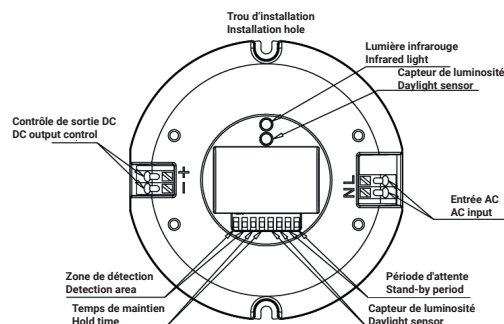 Trou d'installation
Installation hole
Lumière infrarouge
Infrared light
Capteur de luminosité
Daylight sensor
Contrôle de sortie DC
DC output control
+
−
N L
Entrée AC
AC input
Zone de détection
Detection area
Temps de maintien
Hold time
Période d'attente
Stand-by period
Capteur de luminosité
Daylight sensor